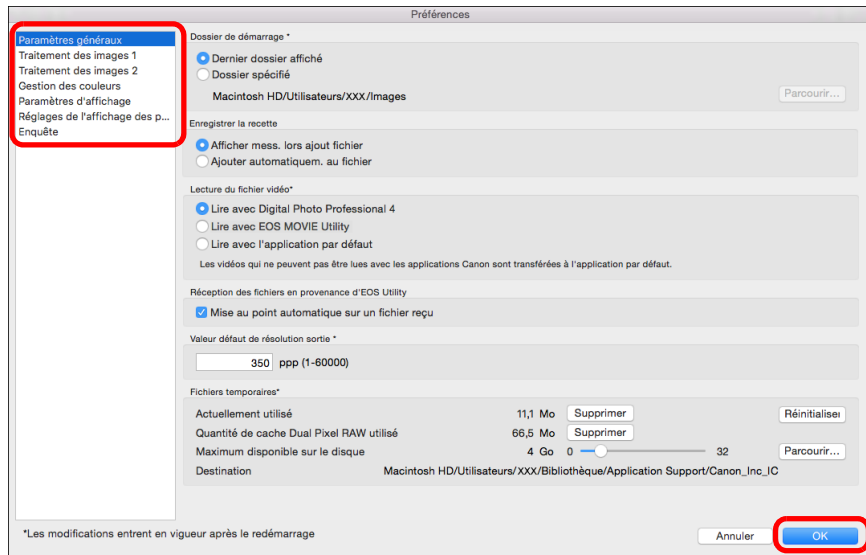 Préférences
Paramètres généraux
Traitement des images 1
Traitement des images 2
Gestion des couleurs
Paramètres d'affichage
Réglages de l'affichage des p...
Enquête
Dossier de démarrage *
Dernier dossier affiché
Dossier spécifié
Macintosh HD/Utilisateurs/XXX/Images
Parcourir...
Enregistrer la recette
Afficher mess. lors ajout fichier
Ajouter automatiquem. au fichier
Lecture du fichier vidéo*
Lire avec Digital Photo Professional 4
Lire avec EOS MOVIE Utility
Lire avec l'application par défaut
Les vidéos qui ne peuvent pas être lues avec les applications Canon sont transférées à l'application par défaut.
Réception des fichiers en provenance d'EOS Utility
Mise au point automatique sur un fichier reçu
Valeur défaut de résolution sortie *
350 ppp (1-60000)
Fichiers temporaires*
Actuellement utilisé 11,1 Mo Supprimer Réinitialiser
Quantité de cache Dual Pixel RAW utilisé 66,5 Mo Supprimer
Maximum disponible sur le disque 4 Go 0 32 Parcourir...
Destination Macintosh HD/Utilisateurs/XXX/Bibliothèque/Application Support/Canon_Inc_IC
*Les modifications entrent en vigueur après le redémarrage
Annuler OK